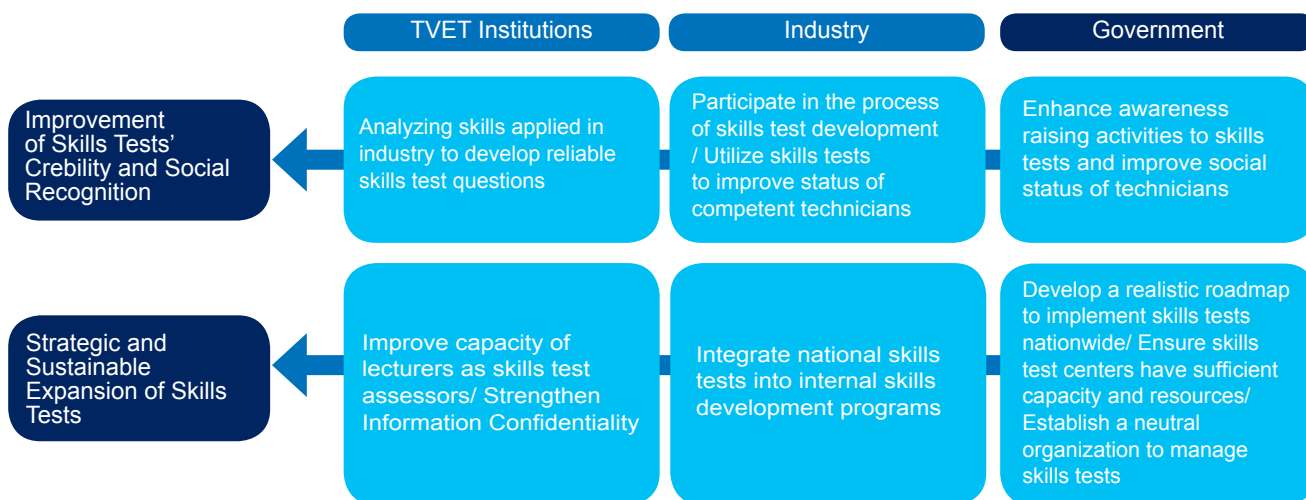 TVET Institutions
Industry
Government
Improvement
of Skills Tests'
Crebility and Social
Recognition
Analyzing skills applied in
industry to develop reliable
skills test questions
Participate in the process
of skills test development
/ Utilize skills tests
to improve status of
competent technicians
Enhance awareness
raising activities to skills
tests and improve social
status of technicians
Strategic and
Sustainable
Expansion of Skills
Tests
Improve capacity of
lecturers as skills test
assessors/ Strengthen
Information Confidentiality
Integrate national skills
tests into internal skills
development programs
Develop a realistic roadmap
to implement skills tests
nationwide/ Ensure skills
test centers have sufficient
capacity and resources/
Establish a neutral
organization to manage
skills tests